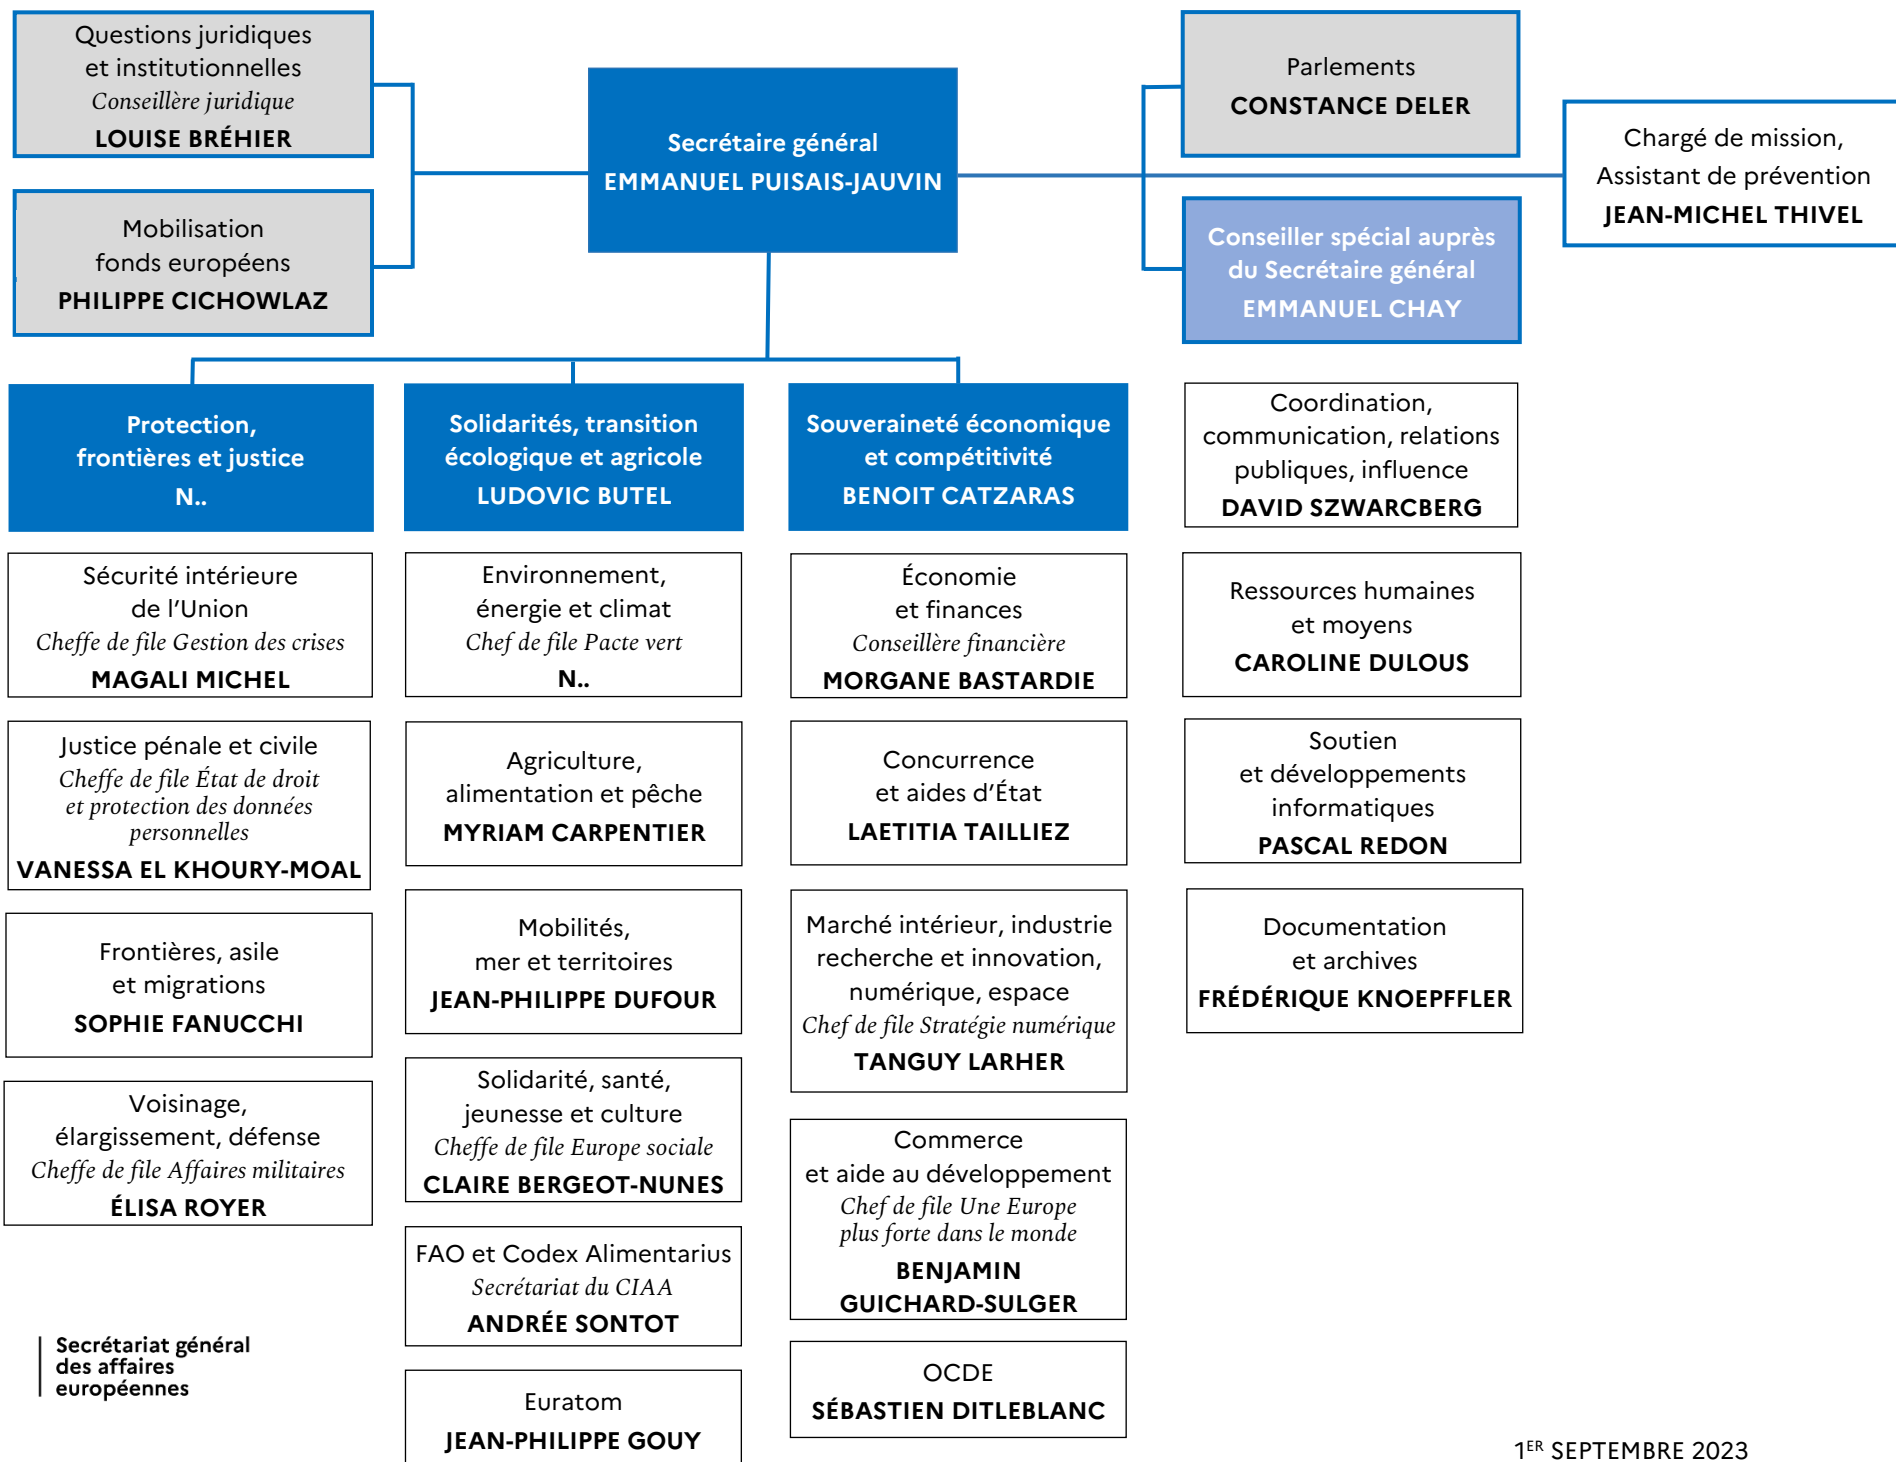 Questions juridiques
et institutionnelles
Conseillère juridique
LOUISE BRÉHIER
Mobilisation
fonds européens
PHILIPPE CICHOWLAZ
Secrétaire général
EMMANUEL PUISAIS-JAUVIN
Parlements
CONSTANCE DELER
Conseiller spécial auprès
du Secrétaire général
EMMANUEL CHAY
Chargé de mission,
Assistant de prévention
JEAN-MICHEL THIVEL
Protection,
frontières et justice
N..
Sécurité intérieure
de l'Union
Cheffe de file Gestion des crises
MAGALI MICHEL
Justice pénale et civile
Cheffe de file État de droit
et protection des données
personnelles
VANESSA EL KHOURY-MOAL
Frontières, asile
et migrations
SOPHIE FANUCCHI
Voisinage,
élargissement, défense
Cheffe de file Affaires militaires
ÉLISA ROYER
Solidarités, transition
écologique et agricole
LUDOVIC BUTEL
Environnement,
énergie et climat
Chef de file Pacte vert
N..
Agriculture,
alimentation et pêche
MYRIAM CARPENTIER
Mobilités,
mer et territoires
JEAN-PHILIPPE DUFOUR
Solidarité, santé,
jeunesse et culture
Cheffe de file Europe sociale
CLAIRE BERGEOT-NUNES
FAO et Codex Alimentarius
Secrétariat du CIAA
ANDRÉE SONTOT
Euratom
JEAN-PHILIPPE GOUY
Souveraineté économique
et compétitivité
BENOIT CATZARAS
Économie
et finances
Conseillère financière
MORGANE BASTARDIE
Concurrence
et aides d'État
LAETITIA TAILLIEZ
Marché intérieur, industrie
recherche et innovation,
numérique, espace
Chef de file Stratégie numérique
TANGUY LARHER
Commerce
et aide au développement
Chef de file Une Europe
plus forte dans le monde
BENJAMIN
GUICHARD-SULGER
OCDE
SÉBASTIEN DITLEBLANC
Coordination,
communication, relations
publiques, influence
DAVID SZWARCBERG
Ressources humaines
et moyens
CAROLINE DULOUS
Soutien
et développements
informatiques
PASCAL REDON
Documentation
et archives
FRÉDÉRIQUE KNOEPFFLER
Secrétariat général
des affaires
européennes
1ER SEPTEMBRE 2023